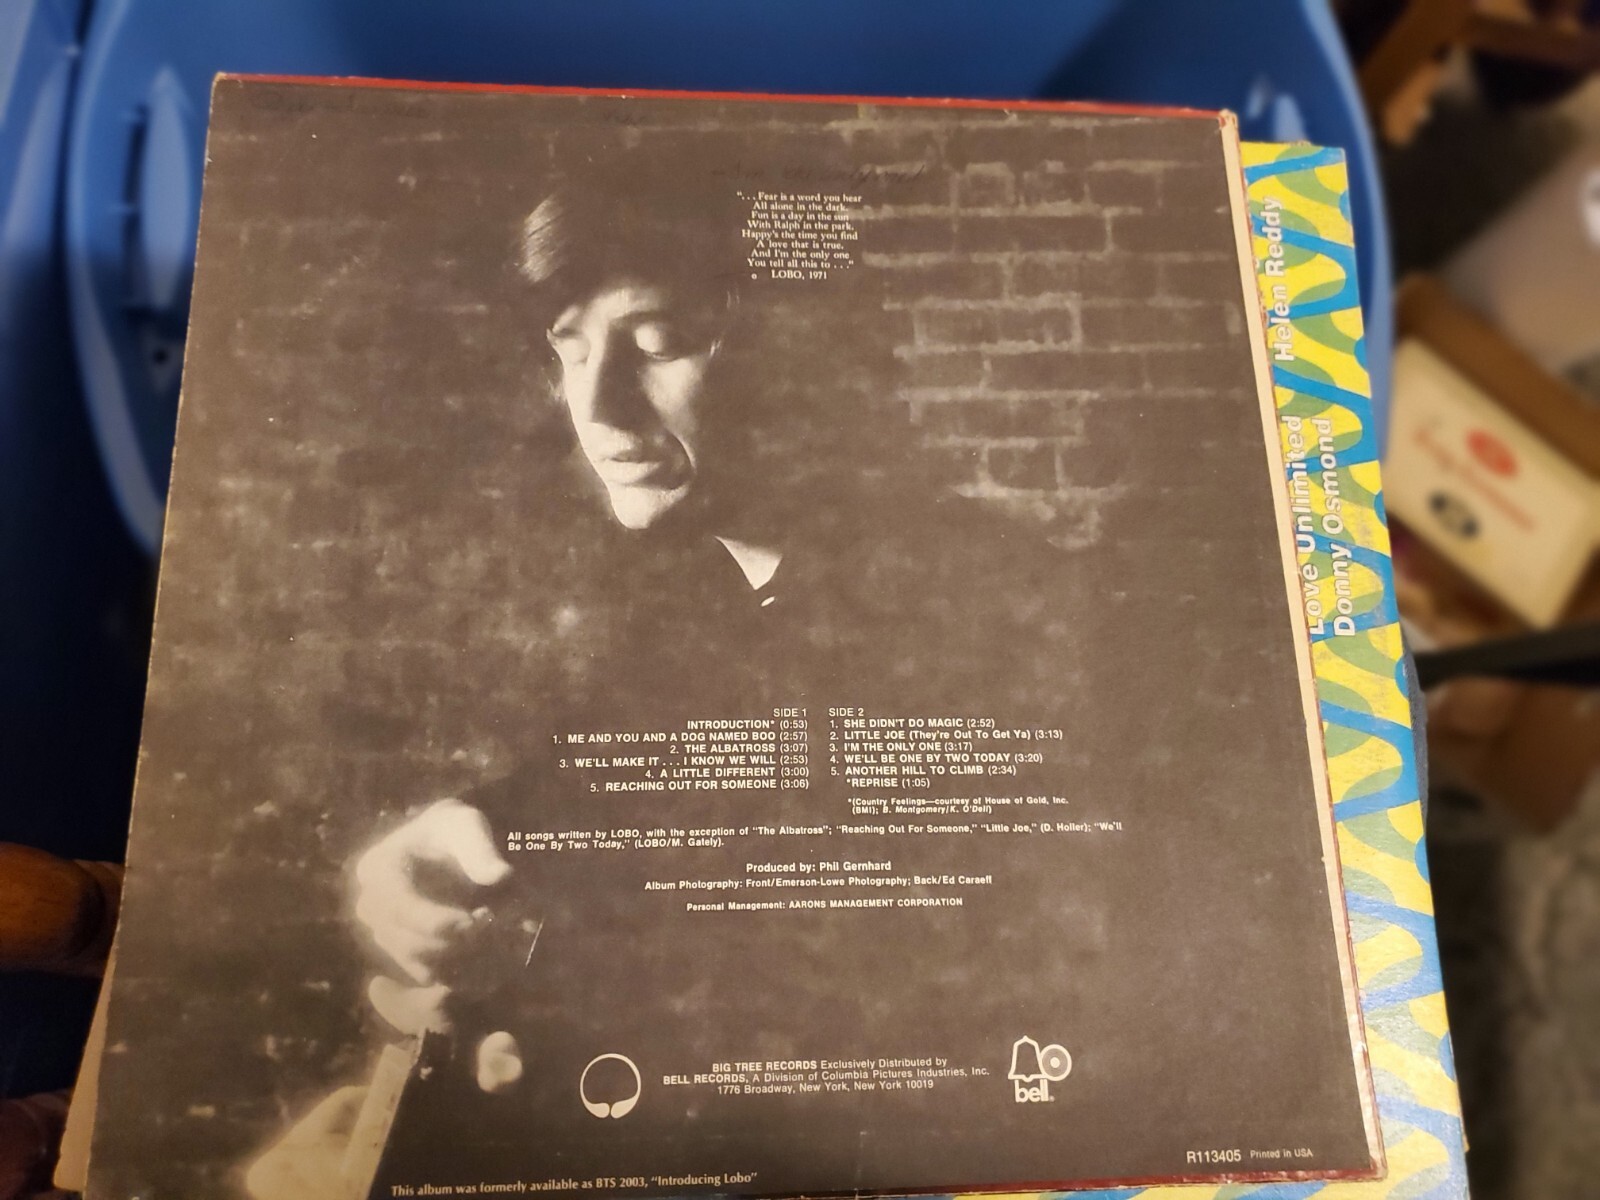 "...Fear is a word you hear
All alone in the dark.
Fun is a day in the sun
With Ralph in the park.
Happy's the time you find
A love that is true.
And I'm the only one
You tell all this to ..."
LOBO, 1971
SIDE 1
INTRODUCTION* (0:53)
1. ME AND YOU AND A DOG NAMED BOO (2:57)
2. THE ALBATROSS (3:07)
3. WE'LL MAKE IT ... I KNOW WE WILL (2:53)
4. A LITTLE DIFFERENT (3:00)
5. REACHING OUT FOR SOMEONE (3:06)
SIDE 2
1. SHE DIDN'T DO MAGIC (2:52)
2. LITTLE JOE (They're Out To Get Ya) (3:13)
3. I'M THE ONLY ONE (3:17)
4. WE'LL BE ONE BY TWO TODAY (3:20)
5. ANOTHER HILL TO CLIMB (2:34)
*REPRISE (1:05)
*(Country Feelings—courtesy of House of Gold, Inc.
(BMI); B. Montgomery/K. O'Dell)
All songs written by LOBO, with the exception of "The Albatross"; "Reaching Out For Someone," "Little Joe," (D. Holler); "We'll
Be One By Two Today," (LOBO/M. Gately).
Produced by: Phil Gernhard
Album Photography: Front/Emerson-Lowe Photography; Back/Ed Caraeff
Personal Management: AARONS MANAGEMENT CORPORATION
BIG TREE RECORDS Exclusively Distributed by
BELL RECORDS, A Division of Columbia Pictures Industries, Inc.
1776 Broadway, New York, New York 10019
bell.
R113405 Printed in USA
This album was formerly available as BTS 2003, "Introducing Lobo"
Love Unlimited Helen Reddy
Donny Osmond